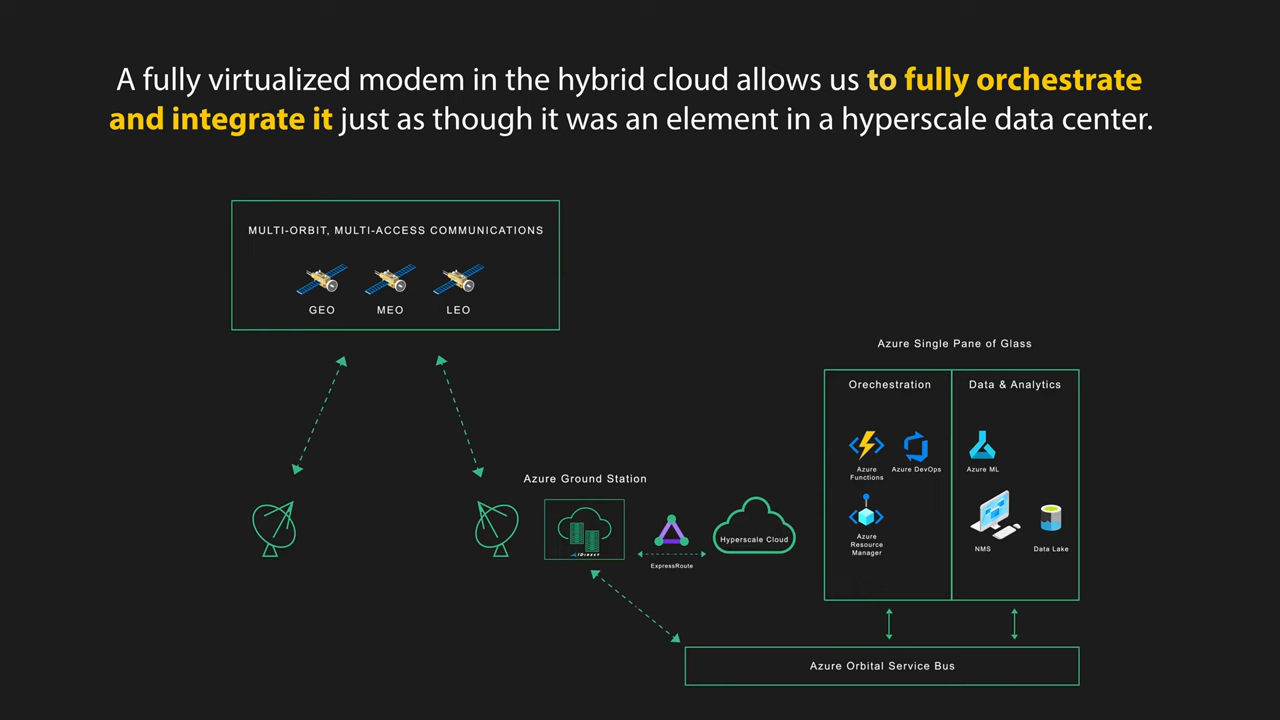 A fully virtualized modem in the hybrid cloud allows us to fully orchestrate
and integrate it just as though it was an element in a hyperscale data center.
MULTI-ORBIT, MULTI-ACCESS COMMUNICATIONS
GEO MEO LEO
Azure Single Pane of Glass
Orechestration Data & Analytics
Azure
Functions
Azure DevOps
Azure ML
Azure
Resource
Manager
NMS
Data Lake
Azure Ground Station
iDirect
ExpressRoute
Hyperscale Cloud
Azure Orbital Service Bus